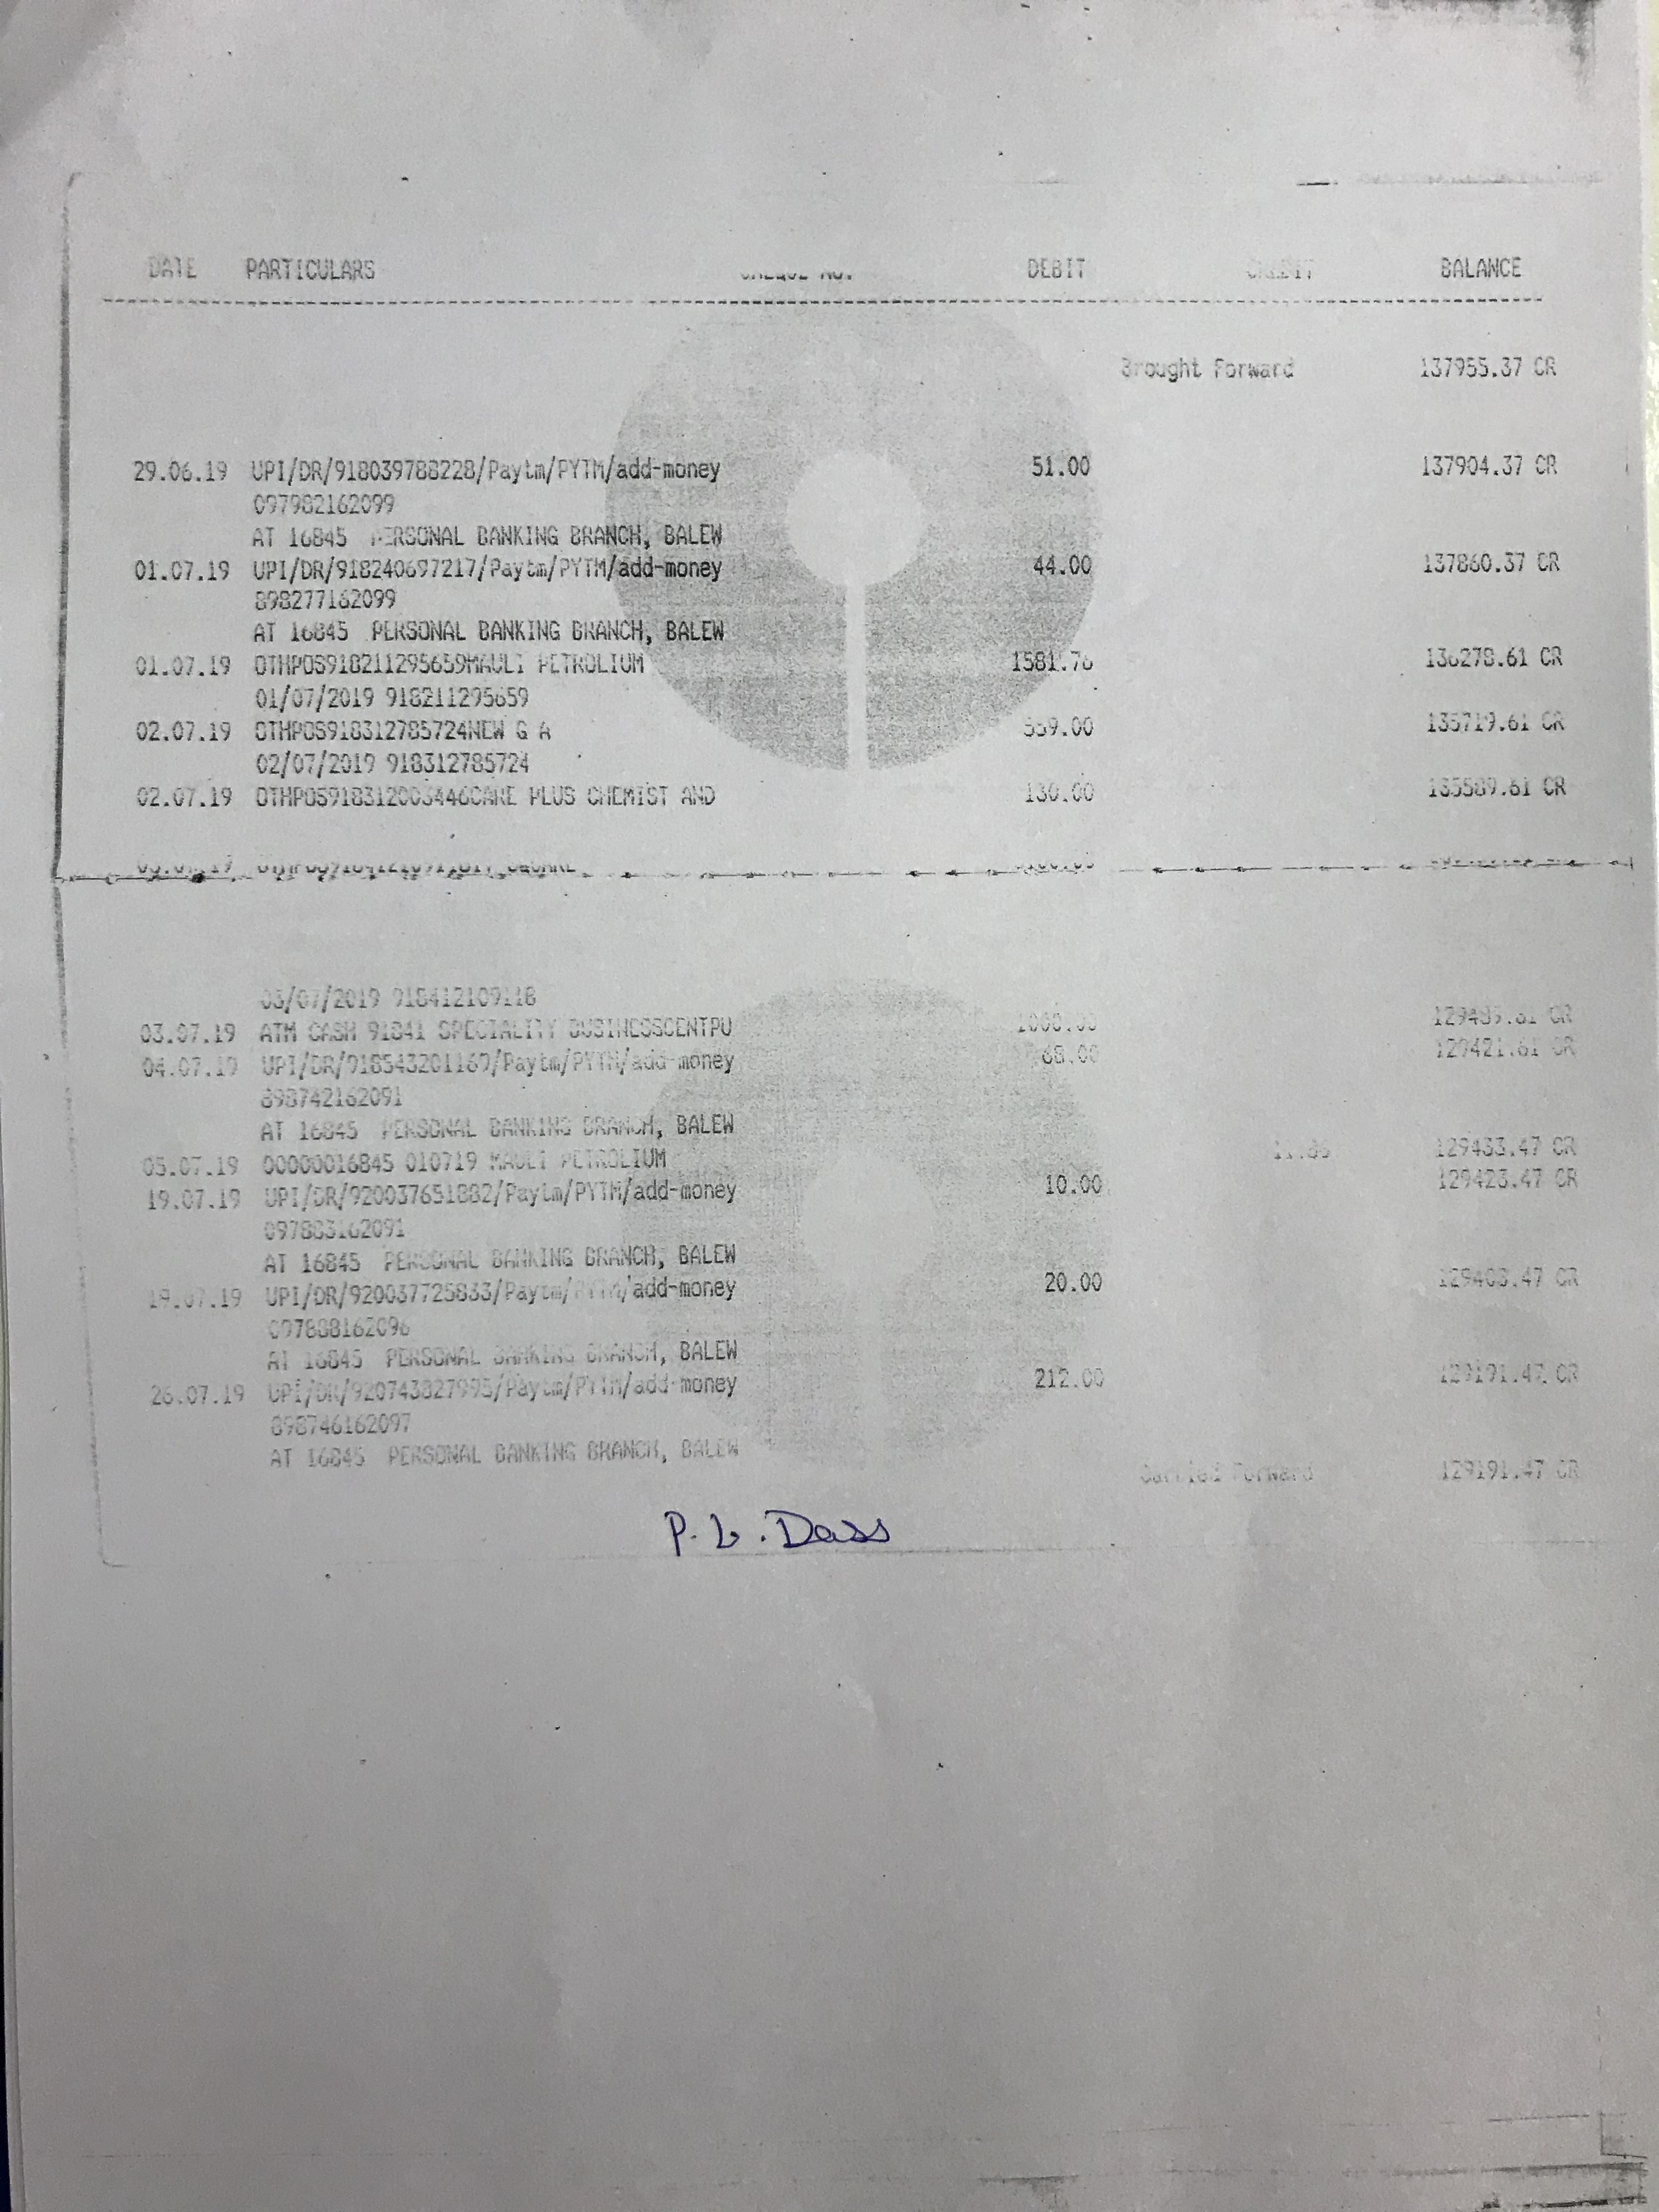 DATE PARTICULARS CHEQUE NO. DEBIT CREDIT BALANCE
Brought Forward 137955.37 CR
29.06.19 UPI/DR/918039788228/Paytm/PYTM/add-money 51.00 137904.37 CR
097982162099
AT 16845 PERSONAL BANKING BRANCH, BALEW
01.07.19 UPI/DR/918240697217/Paytm/PYTM/add-money 44.00 137860.37 CR
898277162099
AT 16845 PERSONAL BANKING BRANCH, BALEW
01.07.19 OTHPOS918211295659MAULI PETROLIUM 1581.76 136278.61 CR
01/07/2019 918211295659
02.07.19 OTHPOS918312785724NEW G A 559.00 135719.61 CR
02/07/2019 918312785724
02.07.19 OTHPOS918312003446CARE PLUS CHEMIST AND 130.00 135589.61 CR
03.07.19
03/07/2019 918412109118
03.07.19 ATM CASH 91841 SPECIALITY BUSINESSCENTPU 129489.61 CR
04.07.19 UPI/DR/918543201169/Paytm/PYTM/add-money 68.00 129421.61 CR
898742162091
AT 16845 PERSONAL BANKING BRANCH, BALEW
05.07.19 00000016845 010719 MAULI PETROLIUM 11.86 129433.47 CR
19.07.19 UPI/DR/920037651882/Paytm/PYTM/add-money 10.00 129423.47 CR
097883162091
AT 16845 PERSONAL BANKING BRANCH, BALEW
19.07.19 UPI/DR/920037725833/Paytm/PYTM/add-money 20.00 129403.47 CR
097888162096
AT 16845 PERSONAL BANKING BRANCH, BALEW
26.07.19 UPI/DR/920743827995/Paytm/PYTM/add-money 212.00 129191.47 CR
898746162097
AT 16845 PERSONAL BANKING BRANCH, BALEW
Carried Forward 129191.47 CR
P. L. Dass